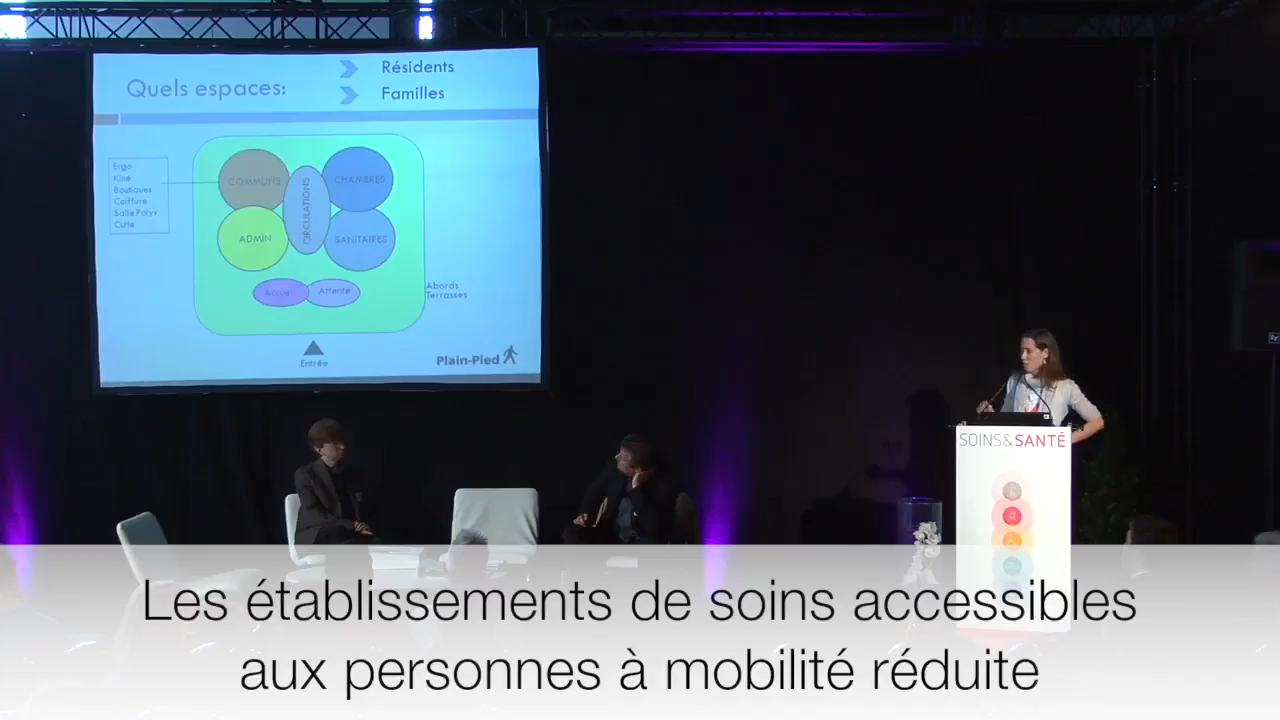 Résidents
Quels espaces:
Familles
Ergo
Kiné
Boutiques
Coiffure
Salle Polyv
Culte
COMMUNS
CIRCULATIONS
CHAMBRES
ADMIN
SANITAIRES
Accueil
Attente
Abords
Terrasses
Entrée
Plain-Pied
SOINS&SANTÉ
Les établissements de soins accessibles
aux personnes à mobilité réduite